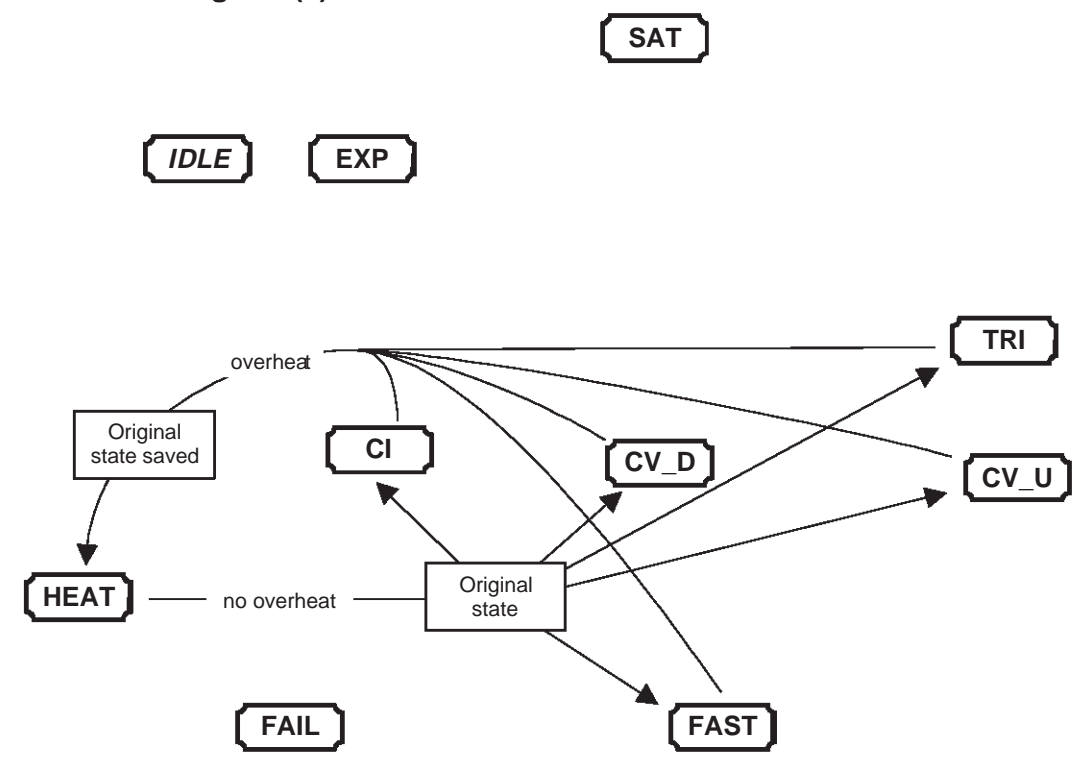 SAT
IDLE
EXP
TRI
overheat
Original
state saved
CI
CV_D
CV_U
HEAT
no overheat
Original
state
FAIL
FAST